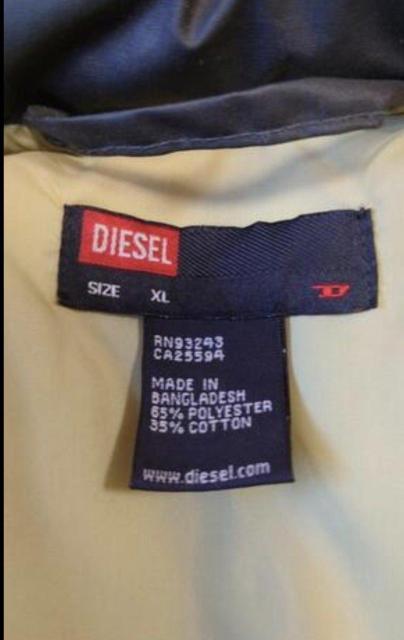 DIESEL
SIZE XL
D
RN93243
CA25594
MADE IN
BANGLADESH
65% POLYESTER
35% COTTON
www.diesel.com